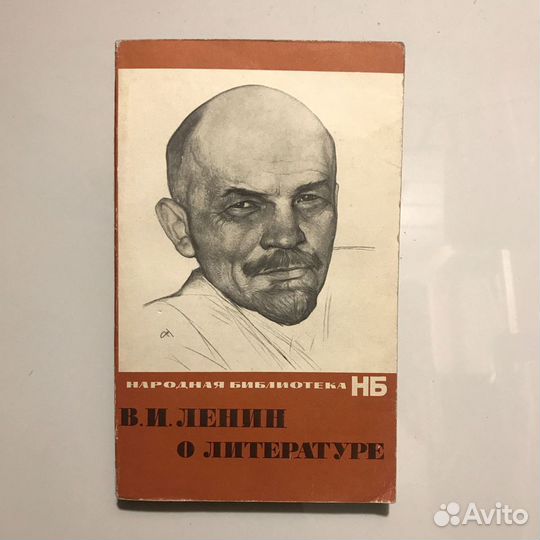 НАРОДНАЯ БИБЛИОТЕКА НБ
В.И.ЛЕНИН
О ЛИТЕРАТУРЕ
Avito